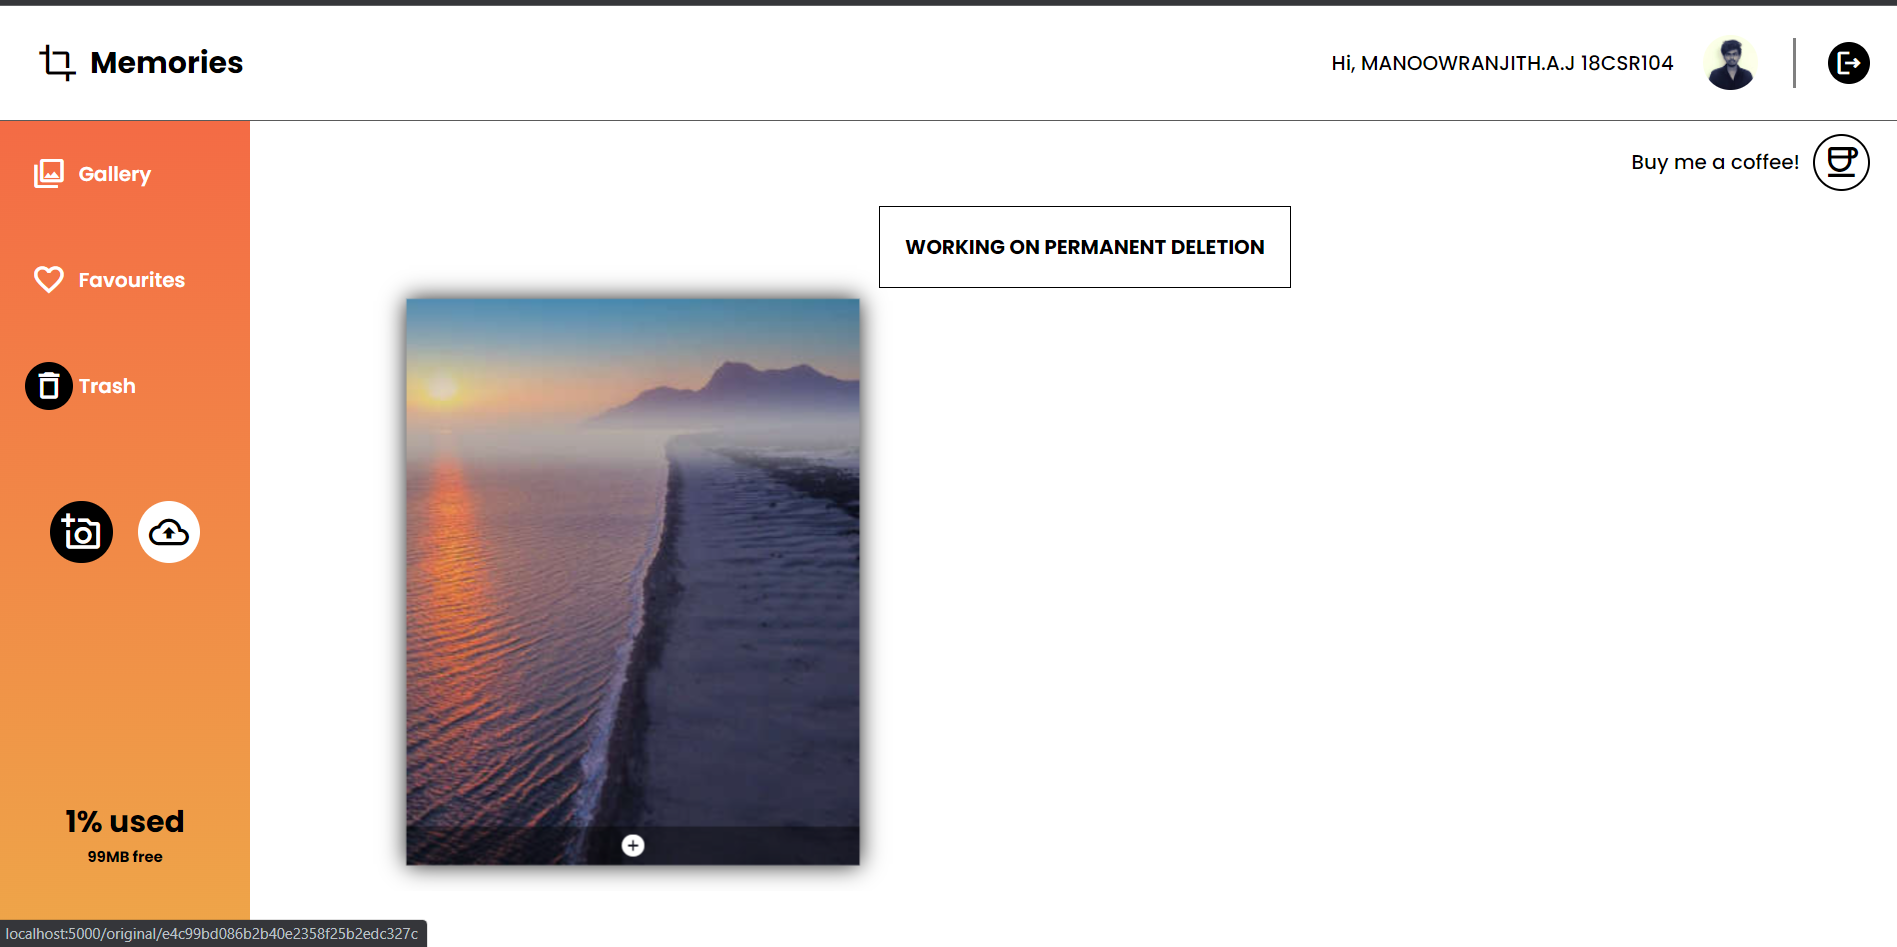 Memories
Hi, MANOOWRANJITH.A.J 18CSR104
Gallery
Favourites
Trash
1% used
99MB free
Buy me a coffee!
WORKING ON PERMANENT DELETION
localhost:5000/original/e4c99bd086b2b40e2358f25b2edc327c